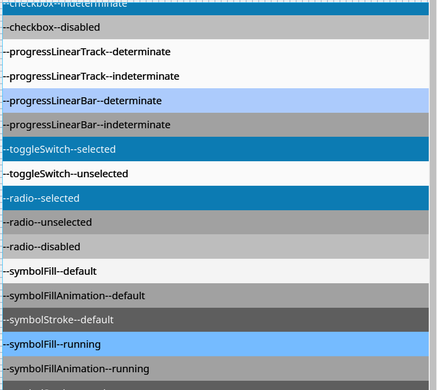 --checkbox--indeterminate
--checkbox--disabled
--progressLinearTrack--determinate
--progressLinearTrack--indeterminate
--progressLinearBar--determinate
--progressLinearBar--indeterminate
--toggleSwitch--selected
--toggleSwitch--unselected
--radio--selected
--radio--unselected
--radio--disabled
--symbolFill--default
--symbolFillAnimation--default
--symbolStroke--default
--symbolFill--running
--symbolFillAnimation--running